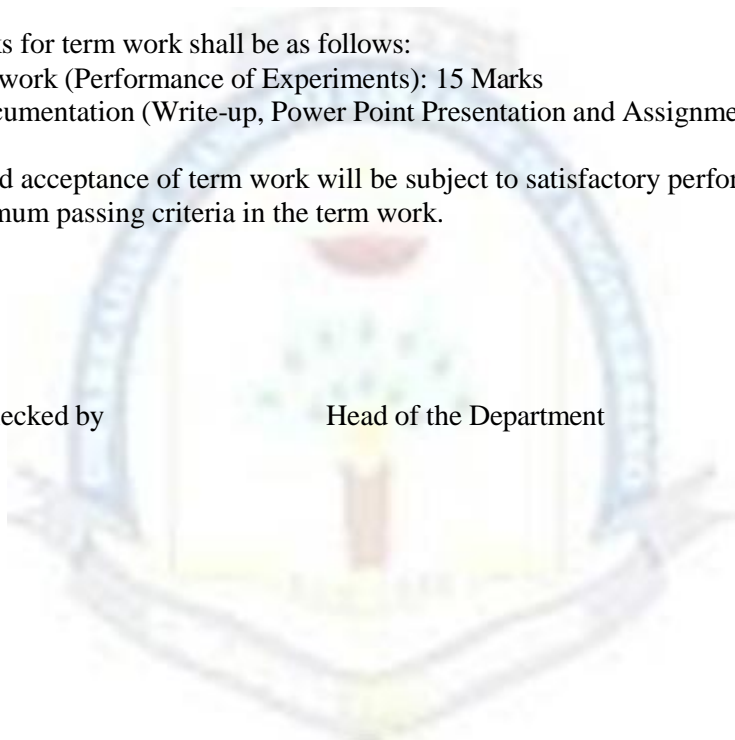 ks for term work shall be as follows:
work (Performance of Experiments): 15 Marks
cumentation (Write-up, Power Point Presentation and Assignme
d acceptance of term work will be subject to satisfactory perfor
mum passing criteria in the term work.
ecked by Head of the Department